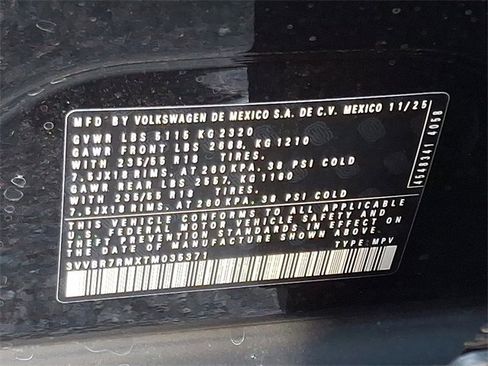 MFD BY VOLKSWAGEN DE MEXICO S.A. DE C.V. MEXICO 11/25
GVWR LBS 5115 KG 2320
GAWR FRONT LBS 2668, KG 1210
WITH 235/55 R18 TIRES.
7.5JX18 RIMS. AT 260 KPA, 38 PSI COLD
GAWR REAR LBS. 2557, KG 1160
WITH 235/55 TIRES.
7.5JX18 RIMS. AT 260 KPA, 38 PSI COLD
THIS VEHICLE CONFORMS TO ALL APPLICABLE
U.S. FEDERAL MOTOR VEHICLE SAFETY AND
THEFT PREVENTION STANDARDS IN EFFECT ON
THE DATE OF MANUFACTURE SHOWN ABOVE.
3VVBR7RMXTM035371 TYPE: MPV